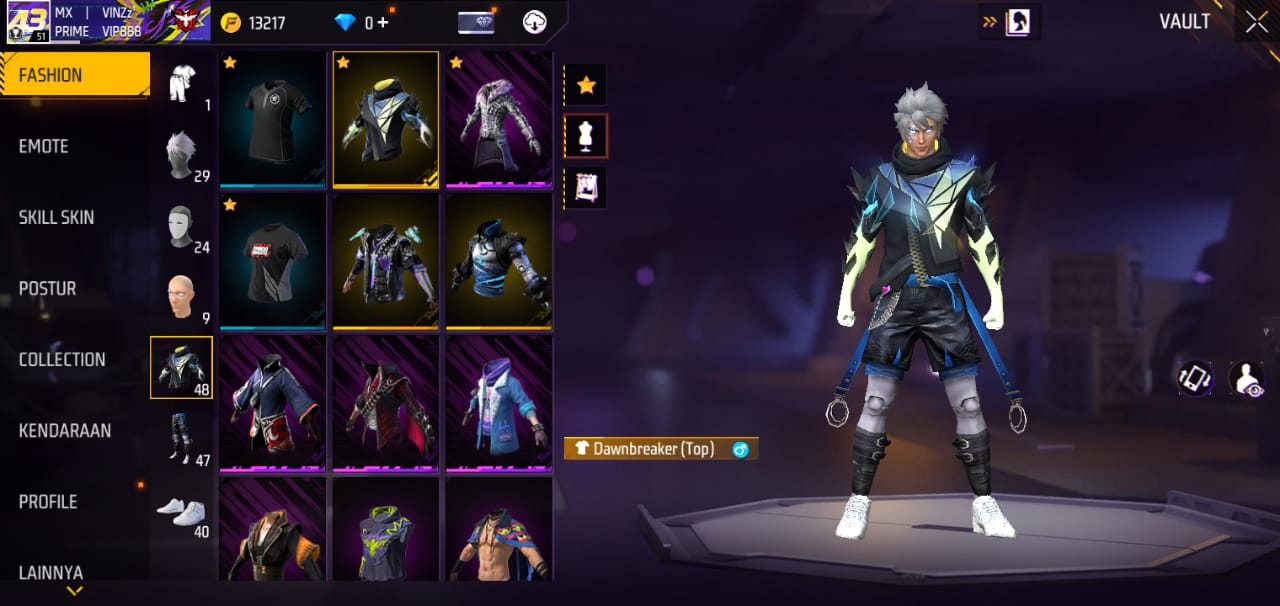 A3
51
MX | VINZz
PRIME VIP888
13217
0 +
VAULT
FASHION
EMOTE
SKILL SKIN
POSTUR
COLLECTION
KENDARAAN
PROFILE
LAINNYA
1
29
24
9
48
47
40
Dawnbreaker (Top)